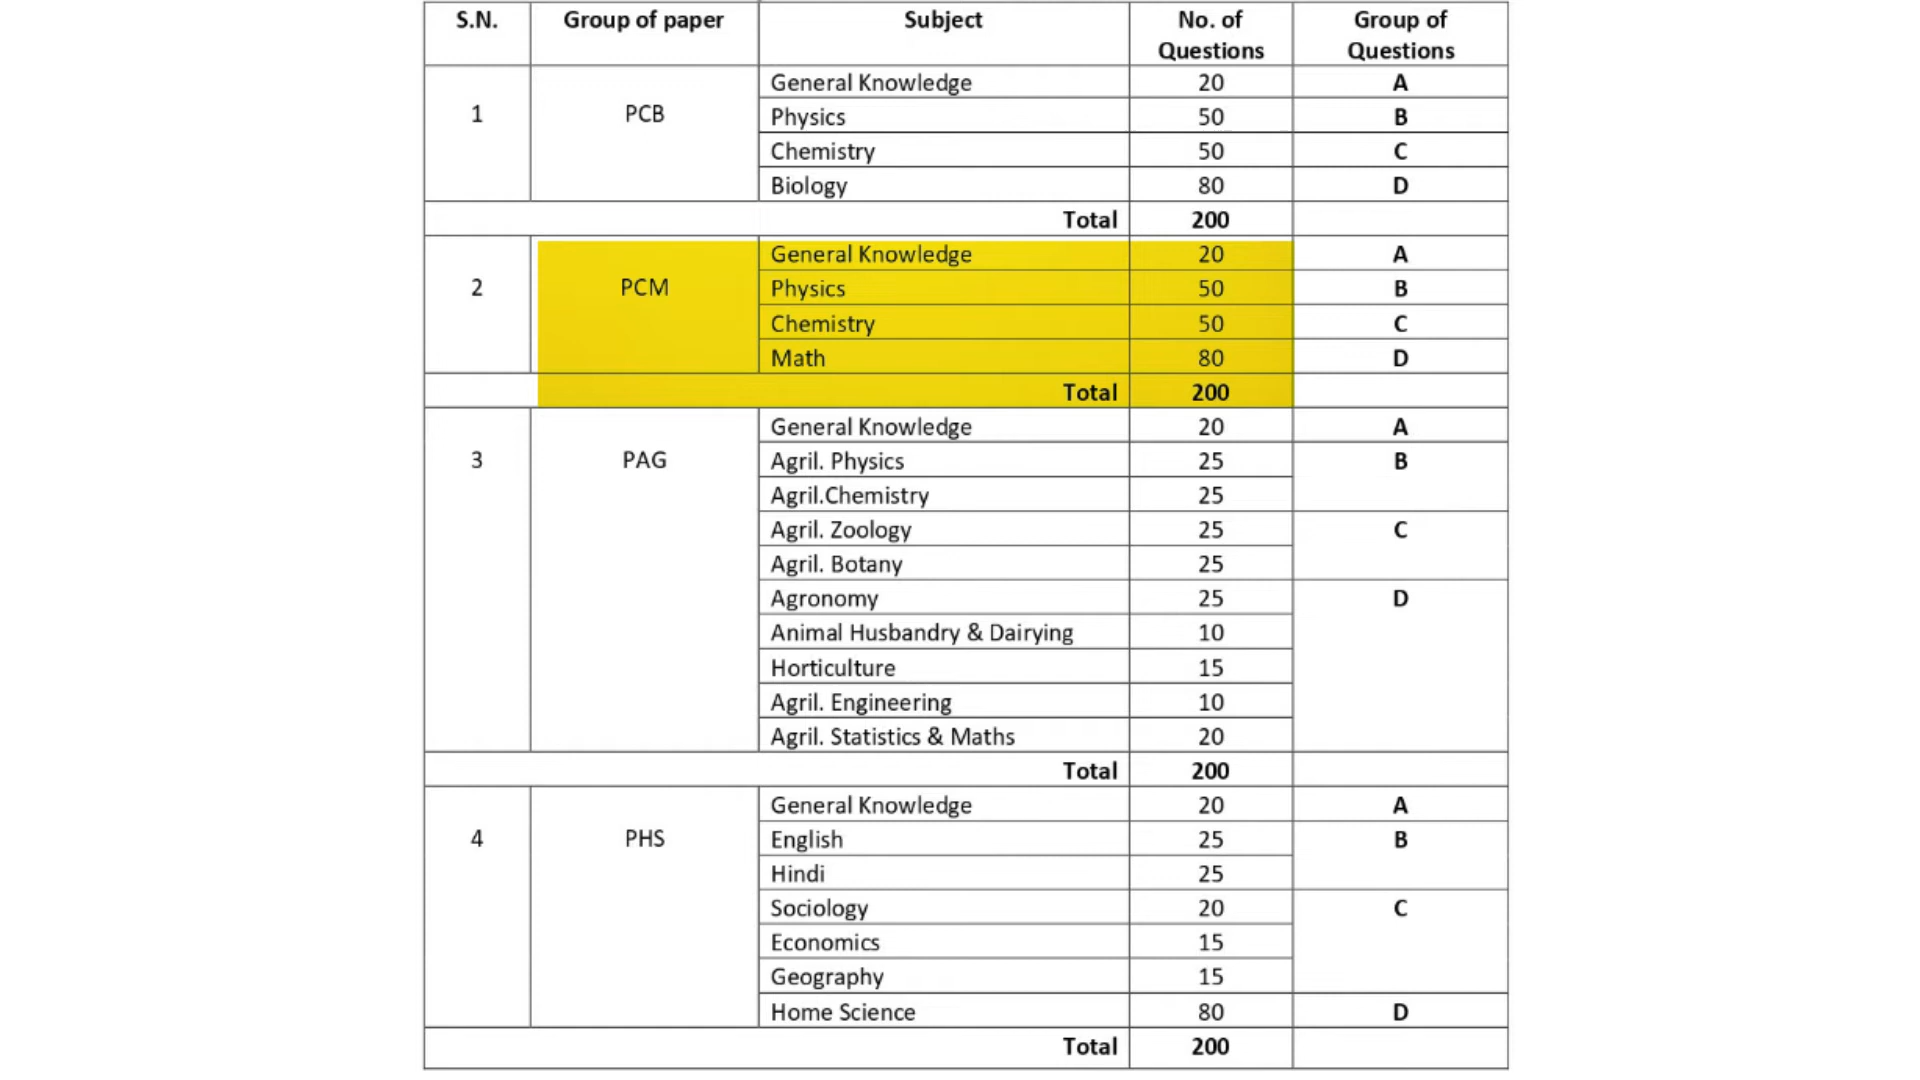 S.N. Group of paper Subject No. of Questions Group of Questions
General Knowledge 20 A
1 PCB Physics 50 B
Chemistry 50 C
Biology 80 D
Total 200
General Knowledge 20 A
2 PCM Physics 50 B
Chemistry 50 C
Math 80 D
Total 200
General Knowledge 20 A
3 PAG Agril. Physics 25 B
Agril.Chemistry 25
Agril. Zoology 25 C
Agril. Botany 25
Agronomy 25 D
Animal Husbandry & Dairying 10
Horticulture 15
Agril. Engineering 10
Agril. Statistics & Maths 20
Total 200
General Knowledge 20 A
4 PHS English 25 B
Hindi 25
Sociology 20 C
Economics 15
Geography 15
Home Science 80 D
Total 200